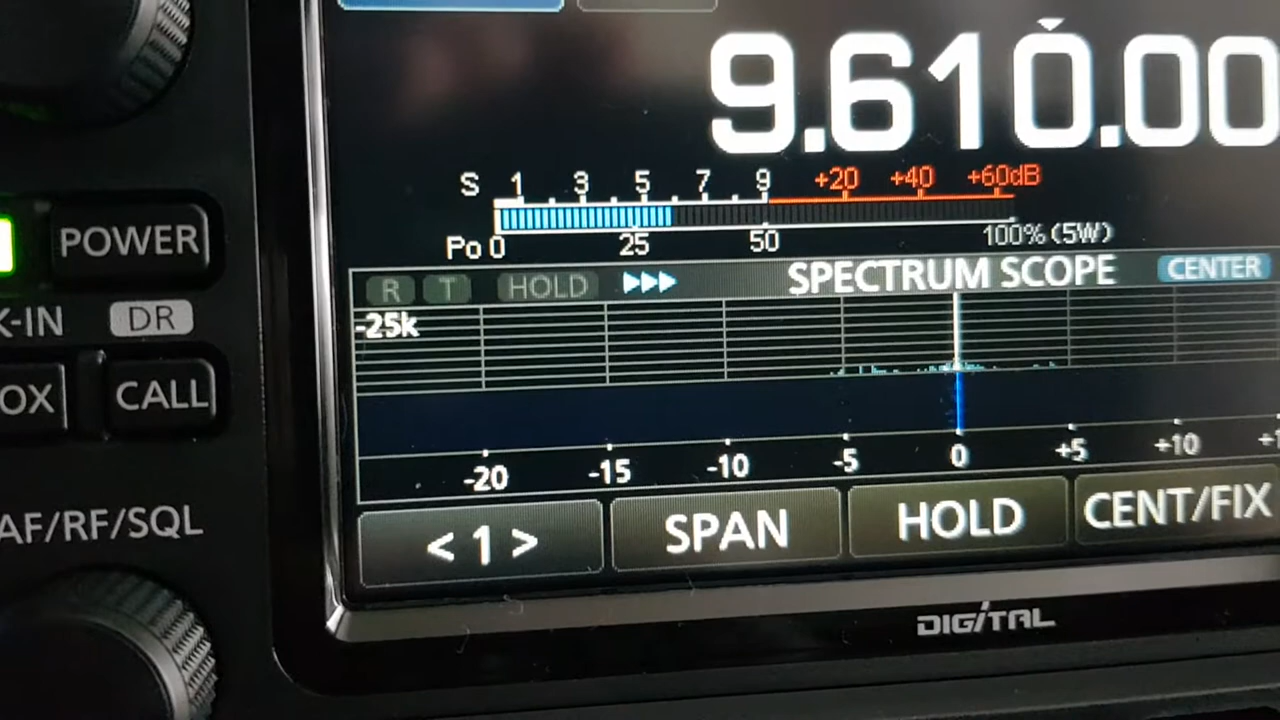 9.610.00
S 1 3 5 7 9 +20 +40 +60dB
Po 0 25 50 100% (5W)
POWER
R T HOLD SPECTRUM SCOPE CENTER
K-IN DR
-25k
OX CALL
-20 -15 -10 -5 0 +5 +10 +1
AF/RF/SQL
< 1 > SPAN HOLD CENT/FIX
DIGITAL